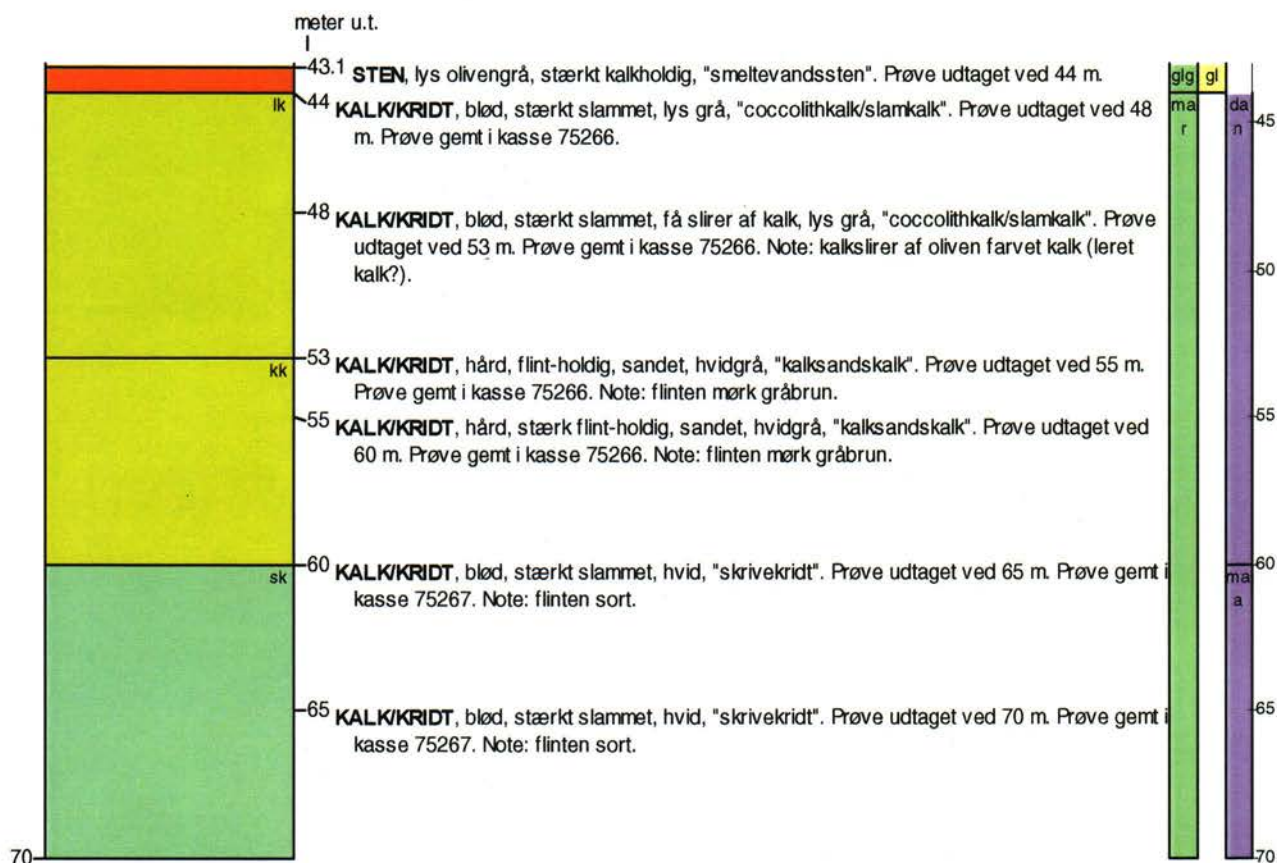 meter u.t.
43.1 STEN, lys olivengrå, stærkt kalkholdig, "smeltevandssten". Prøve udtaget ved 44 m.
glg gl
lk
44 KALK/KRIDT, blød, stærkt slammet, lys grå, "coccolithkalk/slamkalk". Prøve udtaget ved 48
m. Prøve gemt i kasse 75266.
ma
r
da
n
45
48 KALK/KRIDT, blød, stærkt slammet, få slirer af kalk, lys grå, "coccolithkalk/slamkalk". Prøve
udtaget ved 53 m. Prøve gemt i kasse 75266. Note: kalkslirer af oliven farvet kalk (leret
kalk?).
50
53 KALK/KRIDT, hård, flint-holdig, sandet, hvidgrå, "kalksandskalk". Prøve udtaget ved 55 m.
kk
Prøve gemt i kasse 75266. Note: flinten mørk gråbrun.
55 KALK/KRIDT, hård, stærk flint-holdig, sandet, hvidgrå, "kalksandskalk". Prøve udtaget ved
60 m. Prøve gemt i kasse 75266. Note: flinten mørk gråbrun.
55
60 KALK/KRIDT, blød, stærkt slammet, hvid, "skrivekridt". Prøve udtaget ved 65 m. Prøve gemt i
sk
kasse 75267. Note: flinten sort.
60
ma
a
65 KALK/KRIDT, blød, stærkt slammet, hvid, "skrivekridt". Prøve udtaget ved 70 m. Prøve gemt i
kasse 75267. Note: flinten sort.
65
70
70